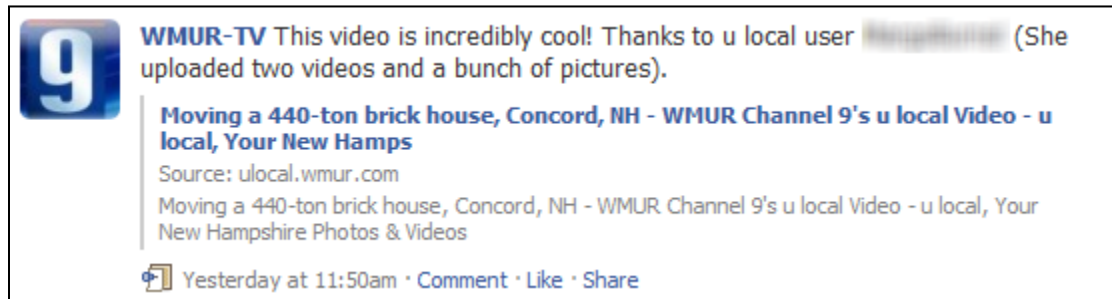 9
WMUR-TV This video is incredibly cool! Thanks to u local user (She
uploaded two videos and a bunch of pictures).
Moving a 440-ton brick house, Concord, NH - WMUR Channel 9's u local Video - u
local, Your New Hamps
Source: ulocal.wmur.com
Moving a 440-ton brick house, Concord, NH - WMUR Channel 9's u local Video - u local, Your
New Hampshire Photos & Videos
Yesterday at 11:50am · Comment · Like · Share